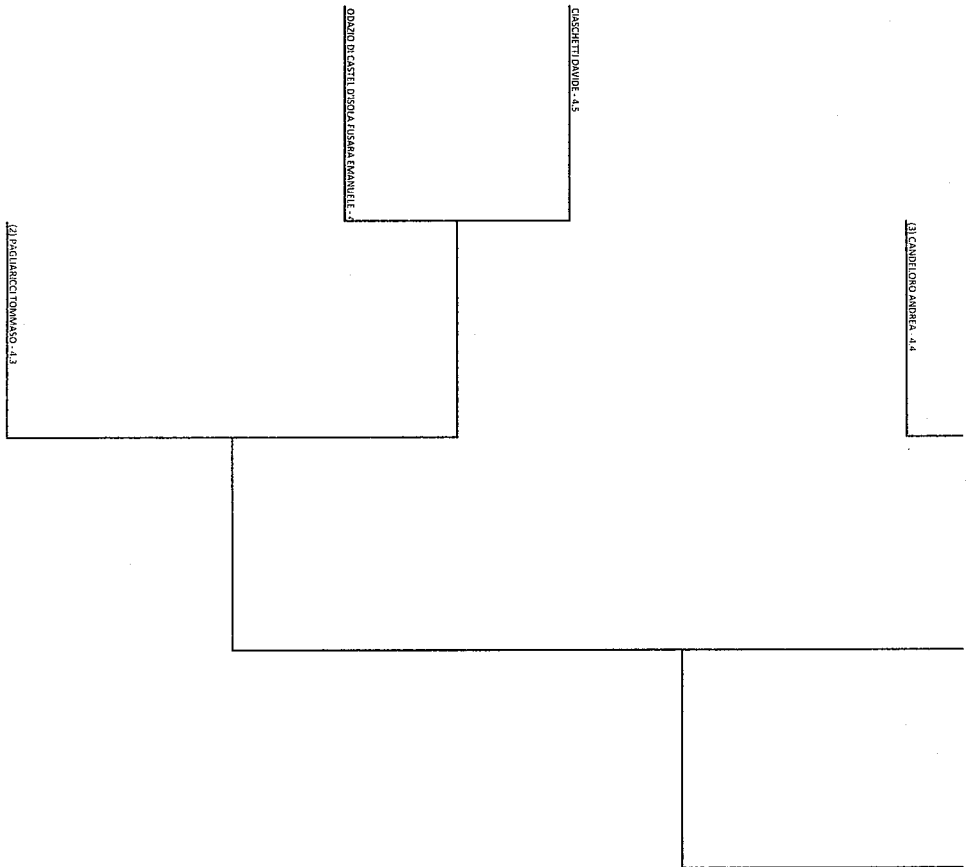 (3) CANDELORO ANDREA - 4.4
CIASCHETTI DAVIDE - 4.5
ODAZIO DI CASTEL D'ISOLA FUSARA EMANUELE -
(2) PAGLIARICCI TOMMASO - 4.3